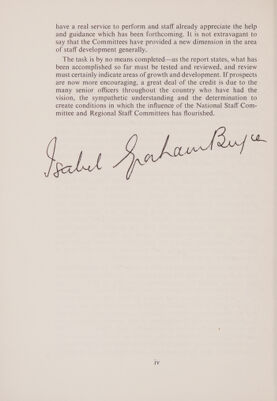 have a real service to perform and staff already appreciate the help
and guidance which has been forthcoming. It is not extravagant to
say that the Committees have provided a new dimension in the area
of staff development generally.
The task is by no means completed—as the report states, what has
been accomplished so far must be tested and reviewed, and review
must certainly indicate areas of growth and development. If prospects
are now more encouraging, a great deal of the credit is due to the
many senior officers throughout the country who have had the
vision, the sympathetic understanding and the determination to
create conditions in which the influence of the National Staff Com-
mittee and Regional Staff Committees has flourished.
Isabel Graham Bryce
iv